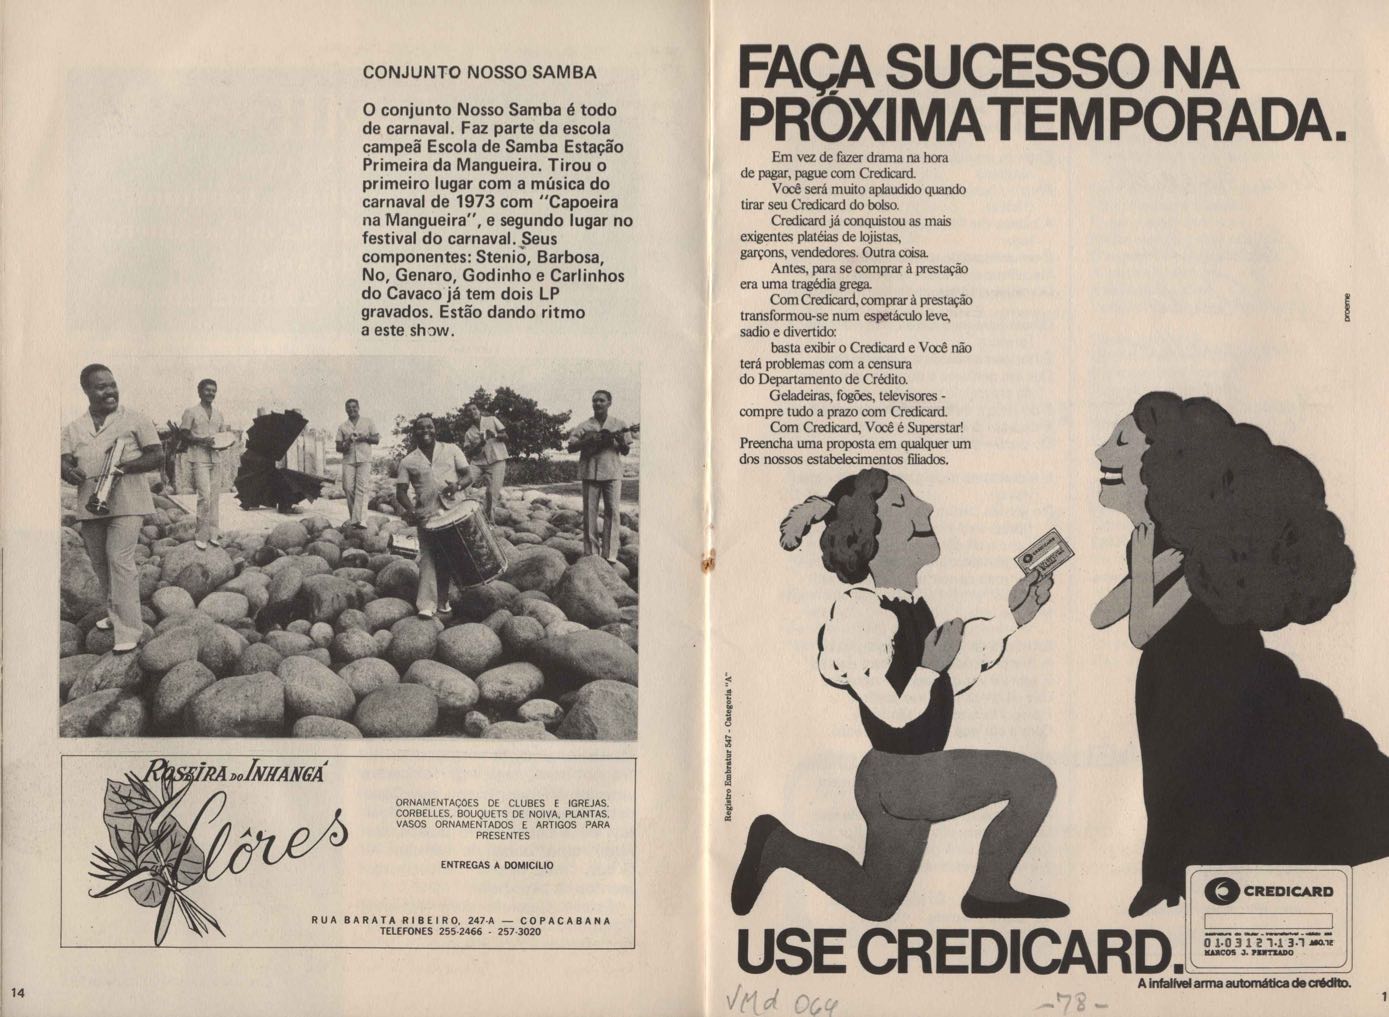 CONJUNTO NOSSO SAMBA
O conjunto Nosso Samba é todo
de carnaval. Faz parte da escola
campeã Escola de Samba Estação
Primeira da Mangueira. Tirou o
primeiro lugar com a música do
carnaval de 1973 com "Capoeira
na Mangueira", e segundo lugar no
festival do carnaval. Seus
componentes: Stenio, Barbosa,
No, Genaro, Godinho e Carlinhos
do Cavaco já tem dois LP
gravados. Estão dando ritmo
a este show.
ROSEIRA DO INHANGÁ
Flôres
ORNAMENTAÇÕES DE CLUBES E IGREJAS.
CORBELLES, BOUQUETS DE NOIVA, PLANTAS,
VASOS ORNAMENTADOS E ARTIGOS PARA
PRESENTES
ENTREGAS A DOMICÍLIO
RUA BARATA RIBEIRO, 247-A — COPACABANA
TELEFONES 255-2466 - 257-3020
14
FAÇA SUCESSO NA
PRÓXIMA TEMPORADA.
Em vez de fazer drama na hora
de pagar, pague com Credicard.
Você será muito aplaudido quando
tirar seu Credicard do bolso.
Credicard já conquistou as mais
exigentes platéias de lojistas,
garçons, vendedores. Outra coisa.
Antes, para se comprar à prestação
era uma tragédia grega.
Com Credicard, comprar à prestação
transformou-se num espetáculo leve,
sadio e divertido:
basta exibir o Credicard e Você não
terá problemas com a censura
do Departamento de Crédito.
Geladeiras, fogões, televisores -
compre tudo a prazo com Credicard.
Com Credicard, Você é Superstar!
Preencha uma proposta em qualquer um
dos nossos estabelecimentos filiados.
proeme
Registro Embratur 547 - Categoria "A"
CREDICARD
CREDICARD
01·03127·13·7 AGO.72
MARCOS J. PENTEADO
USE CREDICARD.
A infalível arma automática de crédito.
VMd 064
-78-
1